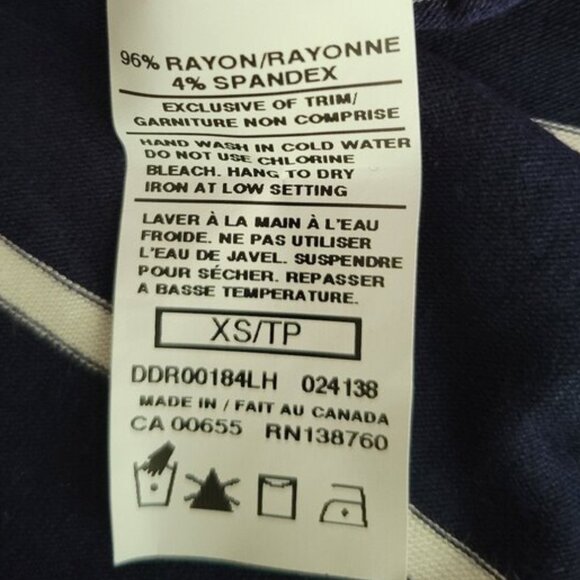 96% RAYON/RAYONNE
4% SPANDEX
EXCLUSIVE OF TRIM/
GARNITURE NON COMPRISE
HAND WASH IN COLD WATER
DO NOT USE CHLORINE
BLEACH. HANG TO DRY
IRON AT LOW SETTING
LAVER À LA MAIN À L'EAU
FROIDE. NE PAS UTILISER
L'EAU DE JAVEL. SUSPENDRE
POUR SÉCHER. REPASSER
A BASSE TEMPERATURE.
XS/TP
DDR00184LH 024138
MADE IN / FAIT AU CANADA
CA 00655 RN138760